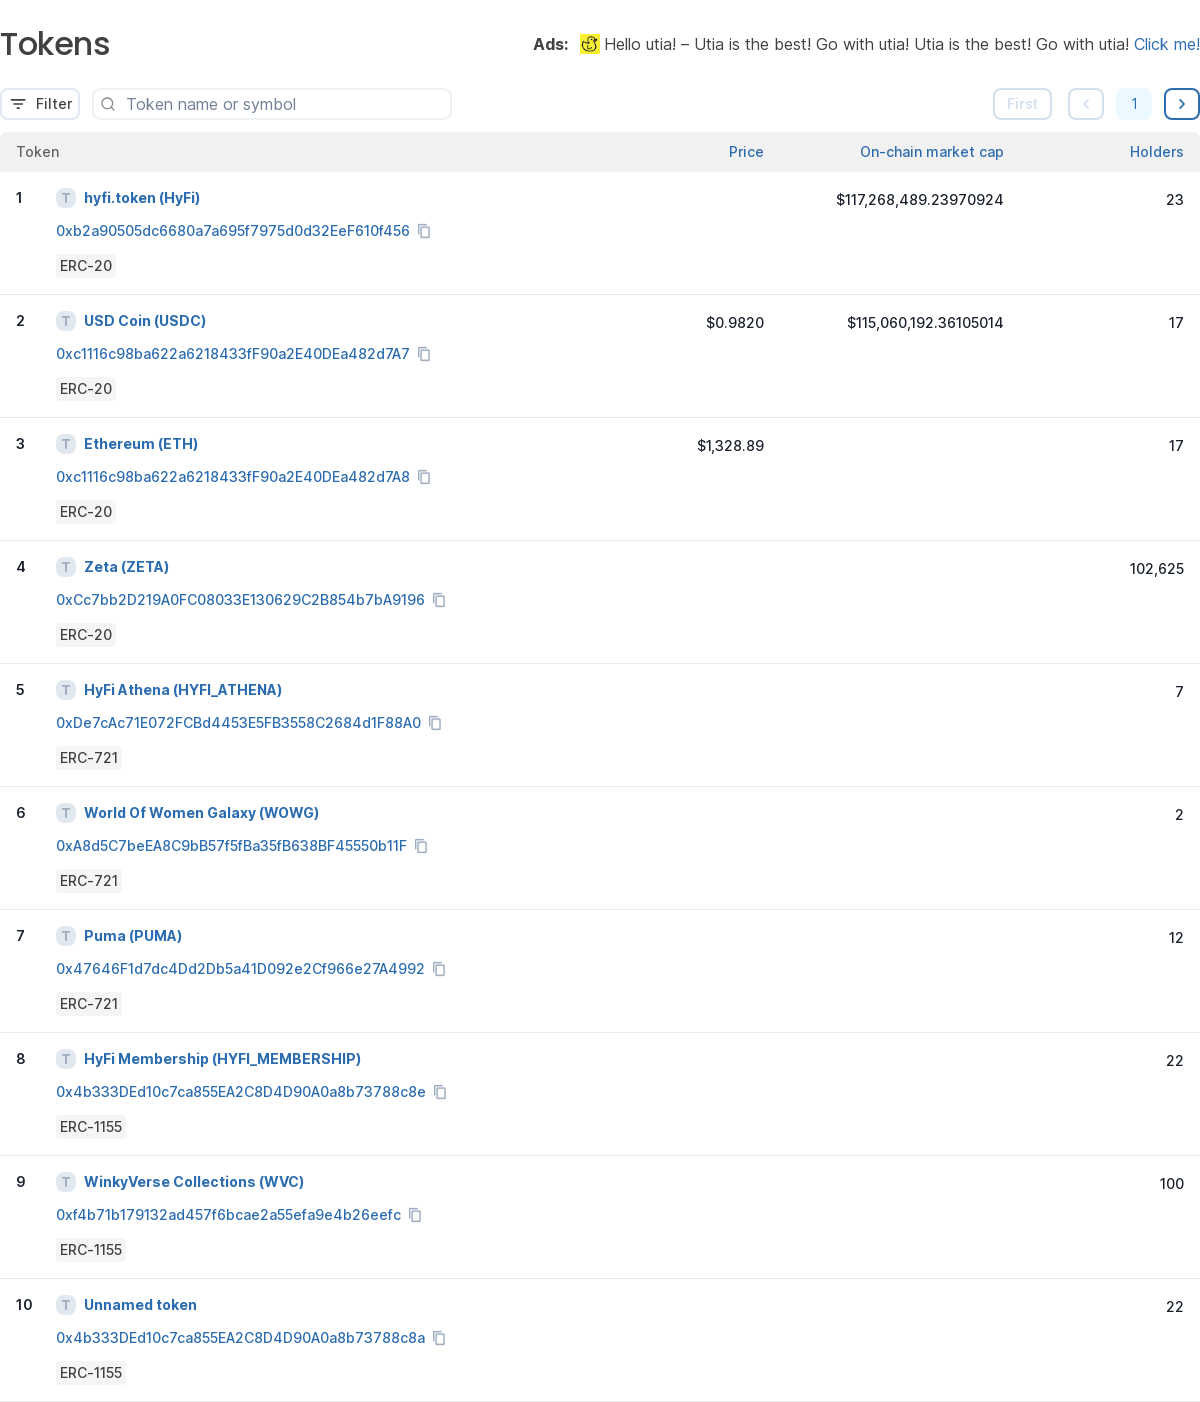 Tokens
Ads: Hello utia! – Utia is the best! Go with utia! Utia is the best! Go with utia! Click me!
Filter
Token name or symbol
First
1
Token Price On-chain market cap Holders
1 T hyfi.token (HyFi) $117,268,489.23970924 23
0xb2a90505dc6680a7a695f7975d0d32EeF610f456
ERC-20
2 T USD Coin (USDC) $0.9820 $115,060,192.36105014 17
0xc1116c98ba622a6218433fF90a2E40DEa482d7A7
ERC-20
3 T Ethereum (ETH) $1,328.89 17
0xc1116c98ba622a6218433fF90a2E40DEa482d7A8
ERC-20
4 T Zeta (ZETA) 102,625
0xCc7bb2D219A0FC08033E130629C2B854b7bA9196
ERC-20
5 T HyFi Athena (HYFI_ATHENA) 7
0xDe7cAc71E072FCBd4453E5FB3558C2684d1F88A0
ERC-721
6 T World Of Women Galaxy (WOWG) 2
0xA8d5C7beEA8C9bB57f5fBa35fB638BF45550b11F
ERC-721
7 T Puma (PUMA) 12
0x47646F1d7dc4Dd2Db5a41D092e2Cf966e27A4992
ERC-721
8 T HyFi Membership (HYFI_MEMBERSHIP) 22
0x4b333DEd10c7ca855EA2C8D4D90A0a8b73788c8e
ERC-1155
9 T WinkyVerse Collections (WVC) 100
0xf4b71b179132ad457f6bcae2a55efa9e4b26eefc
ERC-1155
10 T Unnamed token 22
0x4b333DEd10c7ca855EA2C8D4D90A0a8b73788c8a
ERC-1155